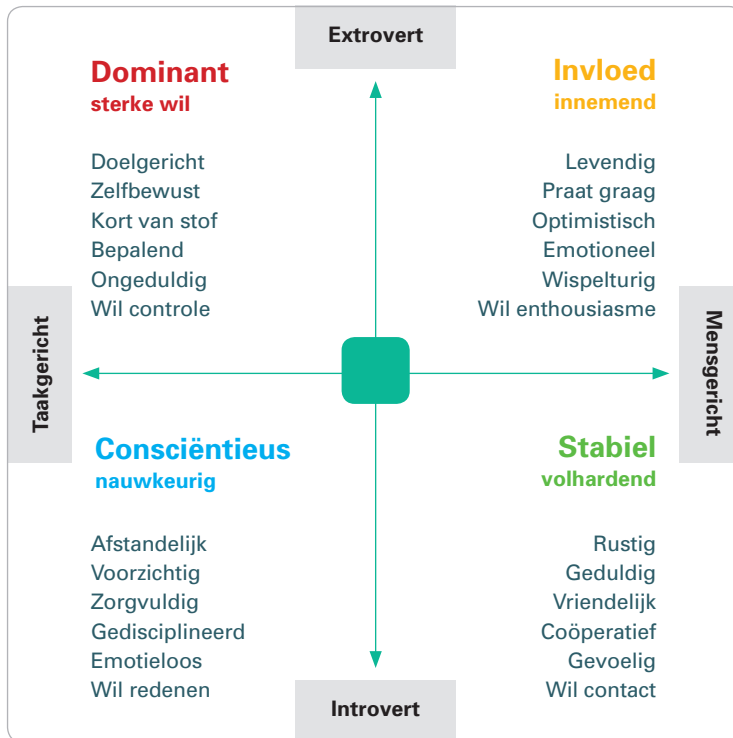 Extrovert
Dominant
sterke wil
Doelgericht
Zelfbewust
Kort van stof
Bepalend
Ongeduldig
Wil controle
Invloed
innemend
Levendig
Praat graag
Optimistisch
Emotioneel
Wispelturig
Wil enthousiasme
Taakgericht
Mensgericht
Consciëntieus
nauwkeurig
Afstandelijk
Voorzichtig
Zorgvuldig
Gedisciplineerd
Emotieloos
Wil redenen
Stabiel
volhardend
Rustig
Geduldig
Vriendelijk
Coöperatief
Gevoelig
Wil contact
Introvert